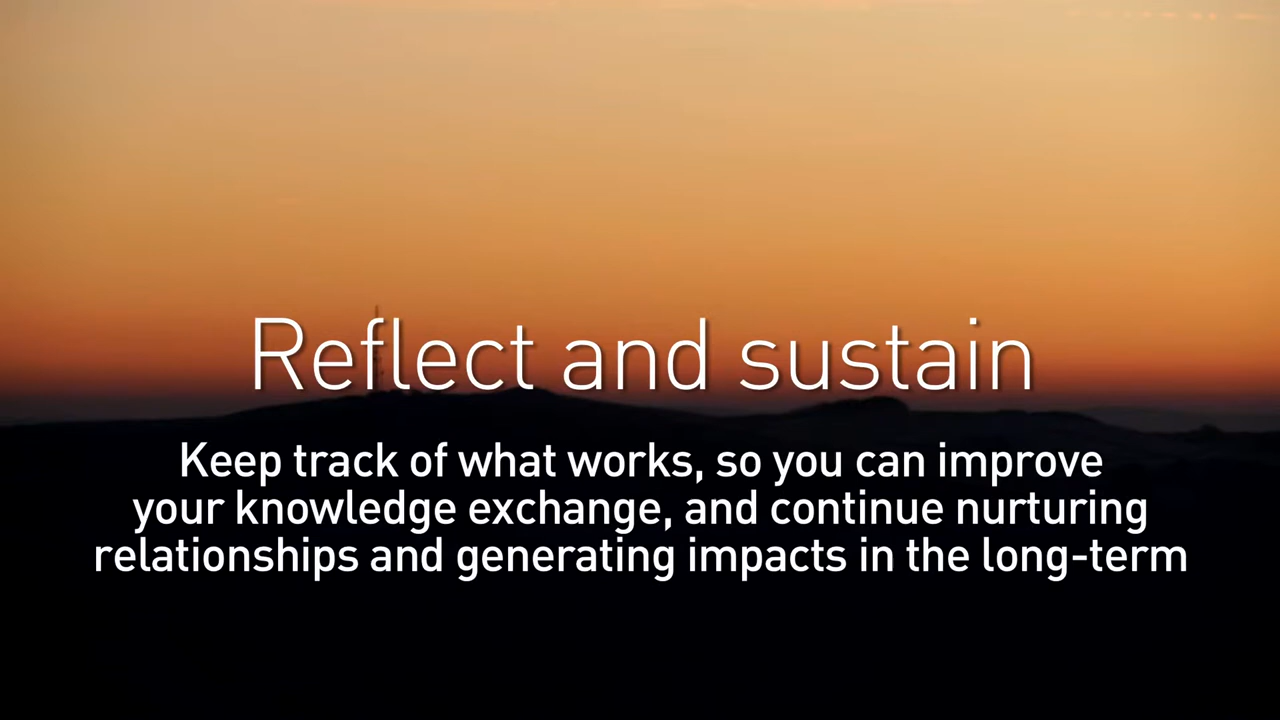 Reflect and sustain
Keep track of what works, so you can improve
your knowledge exchange, and continue nurturing
relationships and generating impacts in the long-term